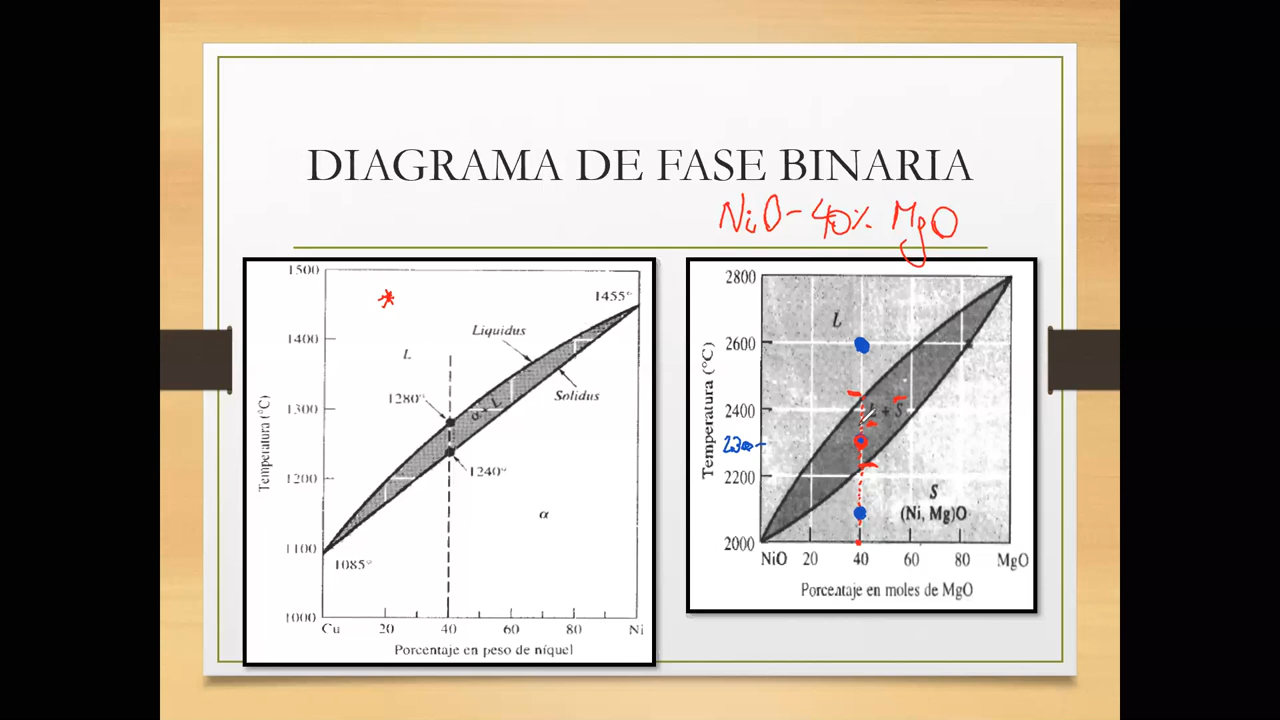 DIAGRAMA DE FASE BINARIA
NiO - 40% MgO
1500
1455°
1400
Liquidus
L
1280°
Solidus
1300
α + L
1240°
1200
α
1100
1085°
1000
Cu 20 40 60 80 Ni
Porcentaje en peso de níquel
Temperatura (°C)
2800
L
2600
2400
L + S
2300
2200
S
(Ni, Mg)O
2000
NiO 20 40 60 80 MgO
Porcentaje en moles de MgO
Temperatura (°C)